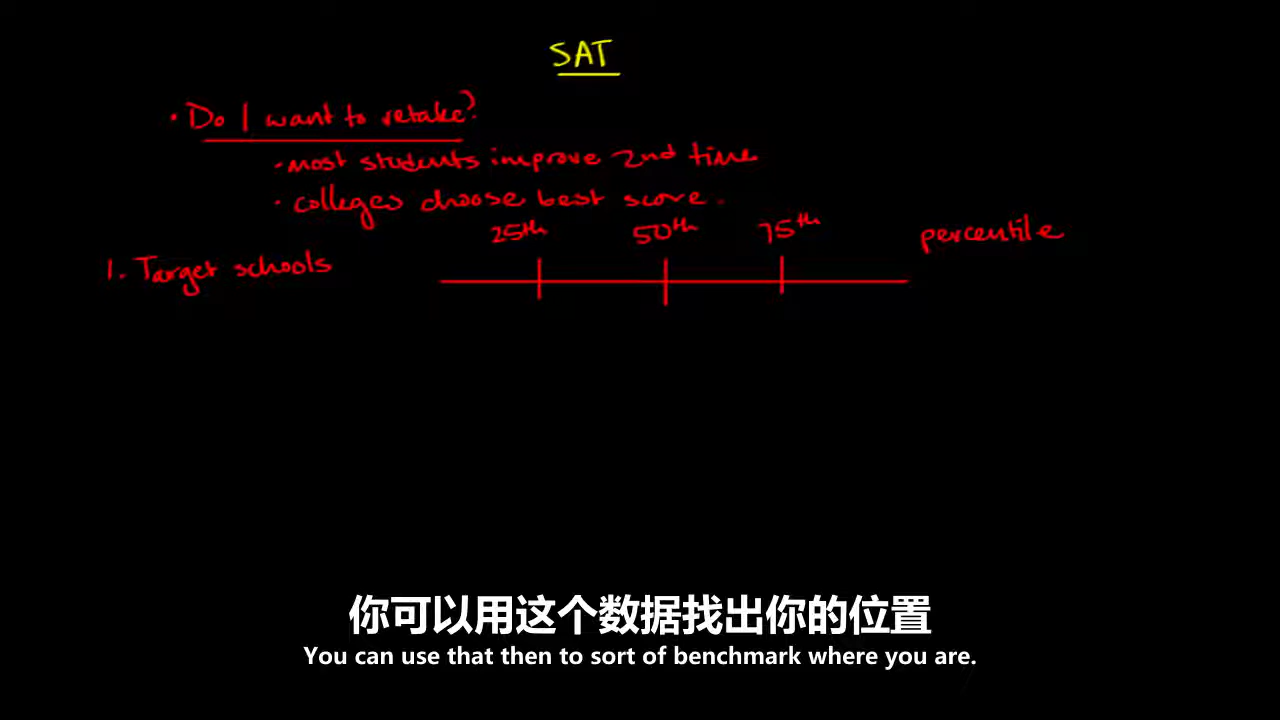 SAT
• Do I want to retake?
• most students improve 2nd time
• colleges choose best score.
25th 50th 75th percentile
1. Target schools
你可以用这个数据找出你的位置
You can use that then to sort of benchmark where you are.